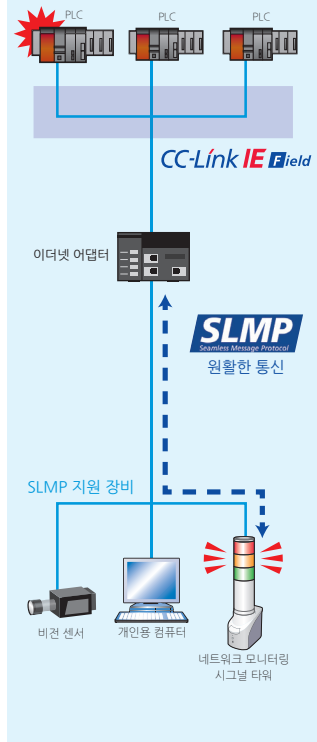 PLC
PLC
PLC
CC-Link IE Field
이더넷 어댑터
SLMP
Seamless Message Protocol
원활한 통신
SLMP 지원 장비
비전 센서
개인용 컴퓨터
네트워크 모니터링
시그널 타워